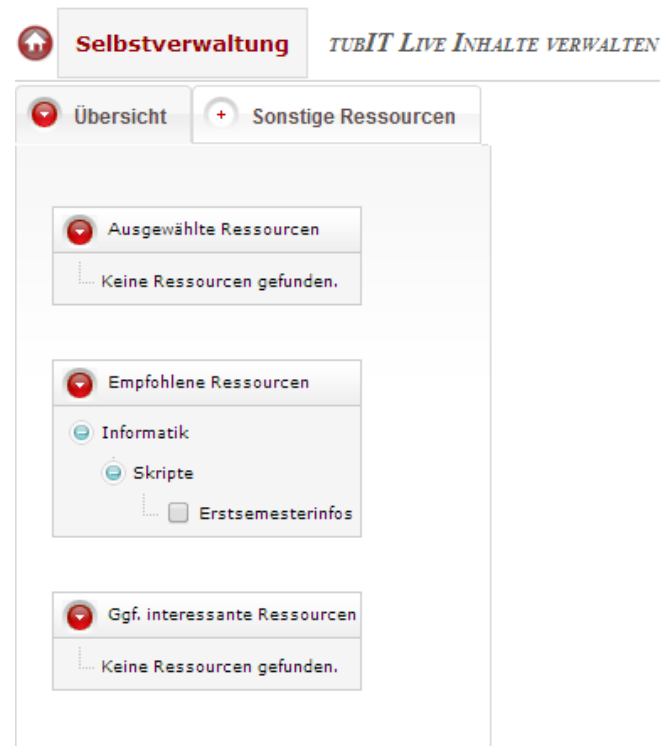 Selbstverwaltung
tubIT Live Inhalte verwalten
Übersicht
Sonstige Ressourcen
Ausgewählte Ressourcen
Keine Ressourcen gefunden.
Empfohlene Ressourcen
Informatik
Skripte
Erstsemesterinfos
Ggf. interessante Ressourcen
Keine Ressourcen gefunden.